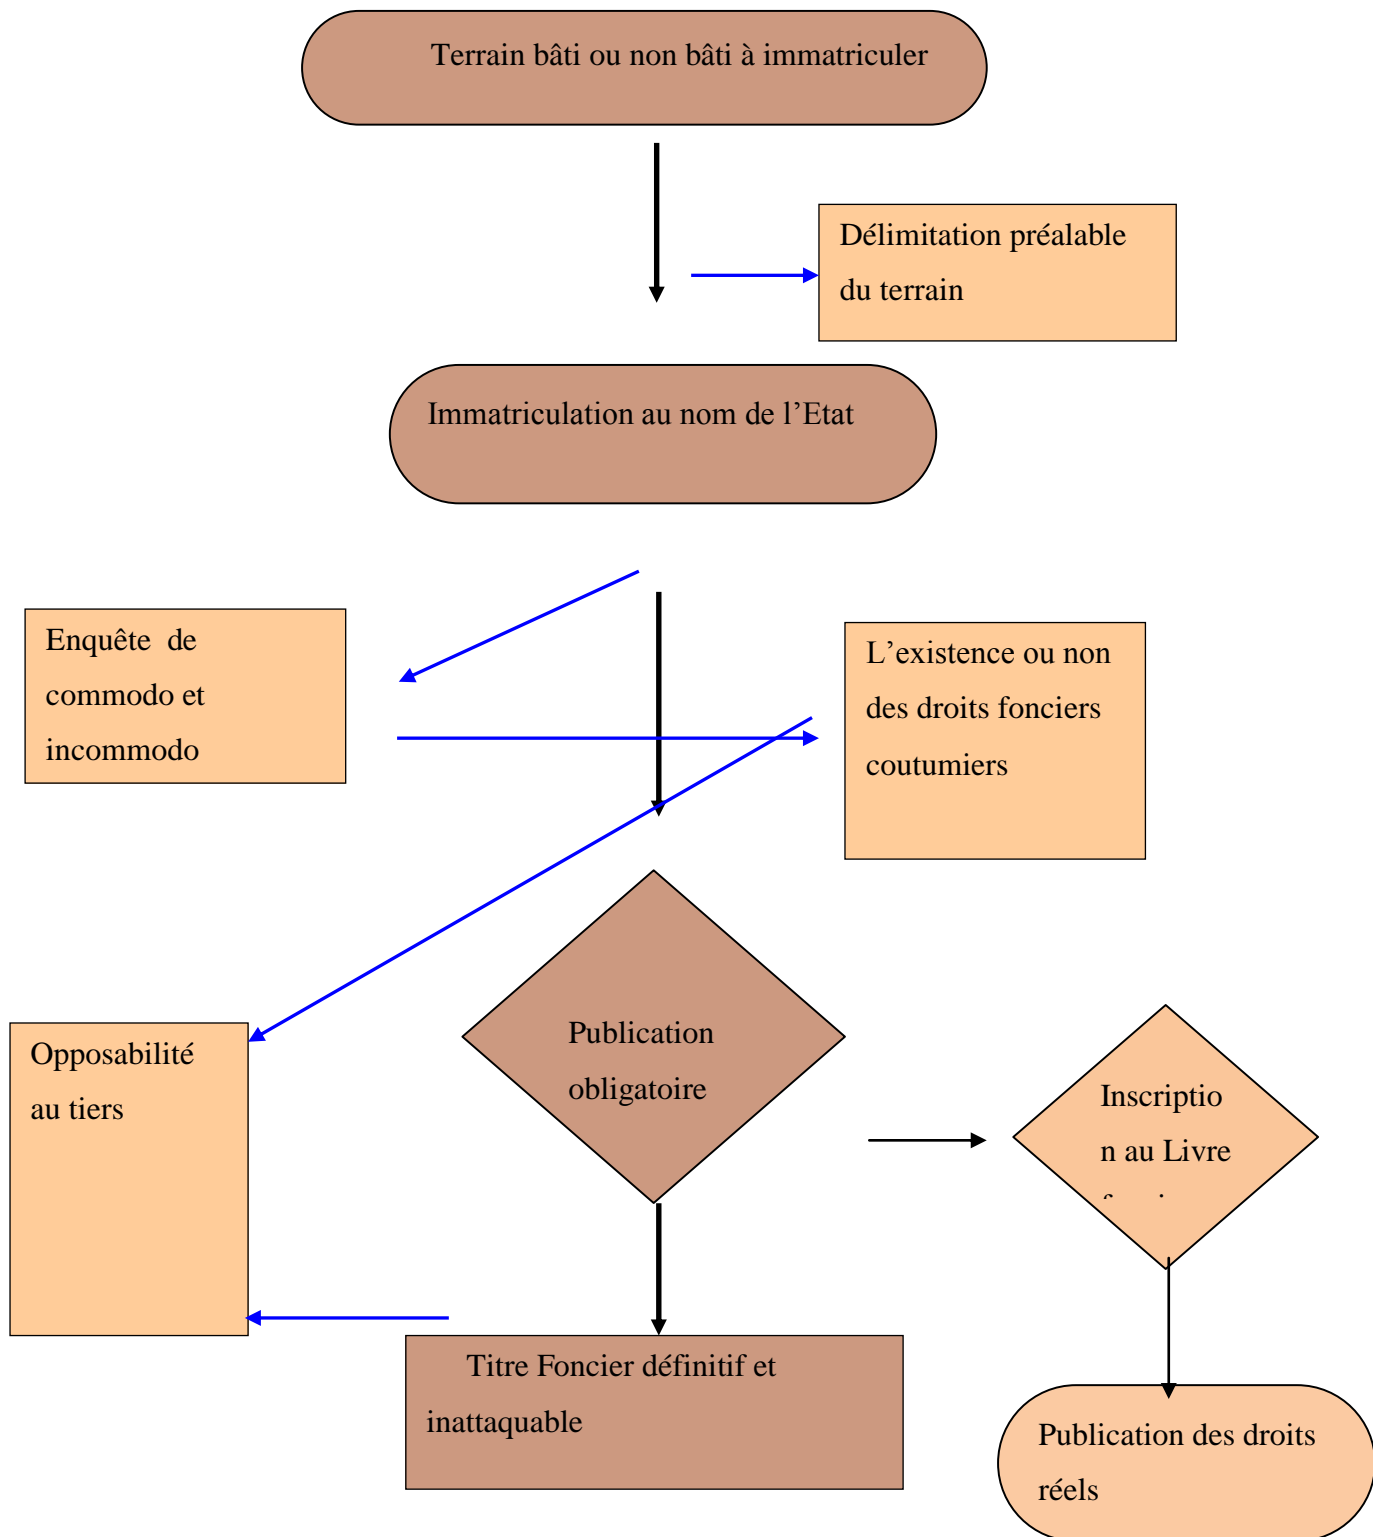 Terrain bâti ou non bâti à immatriculer
Délimitation préalable
du terrain
Immatriculation au nom de l’Etat
Enquête de
commodo et
incommodo
L’existence ou non
des droits fonciers
coutumiers
Publication
obligatoire
Opposabilité
au tiers
Inscriptio
n au Livre
Titre Foncier définitif et
inattaquable
Publication des droits
réels